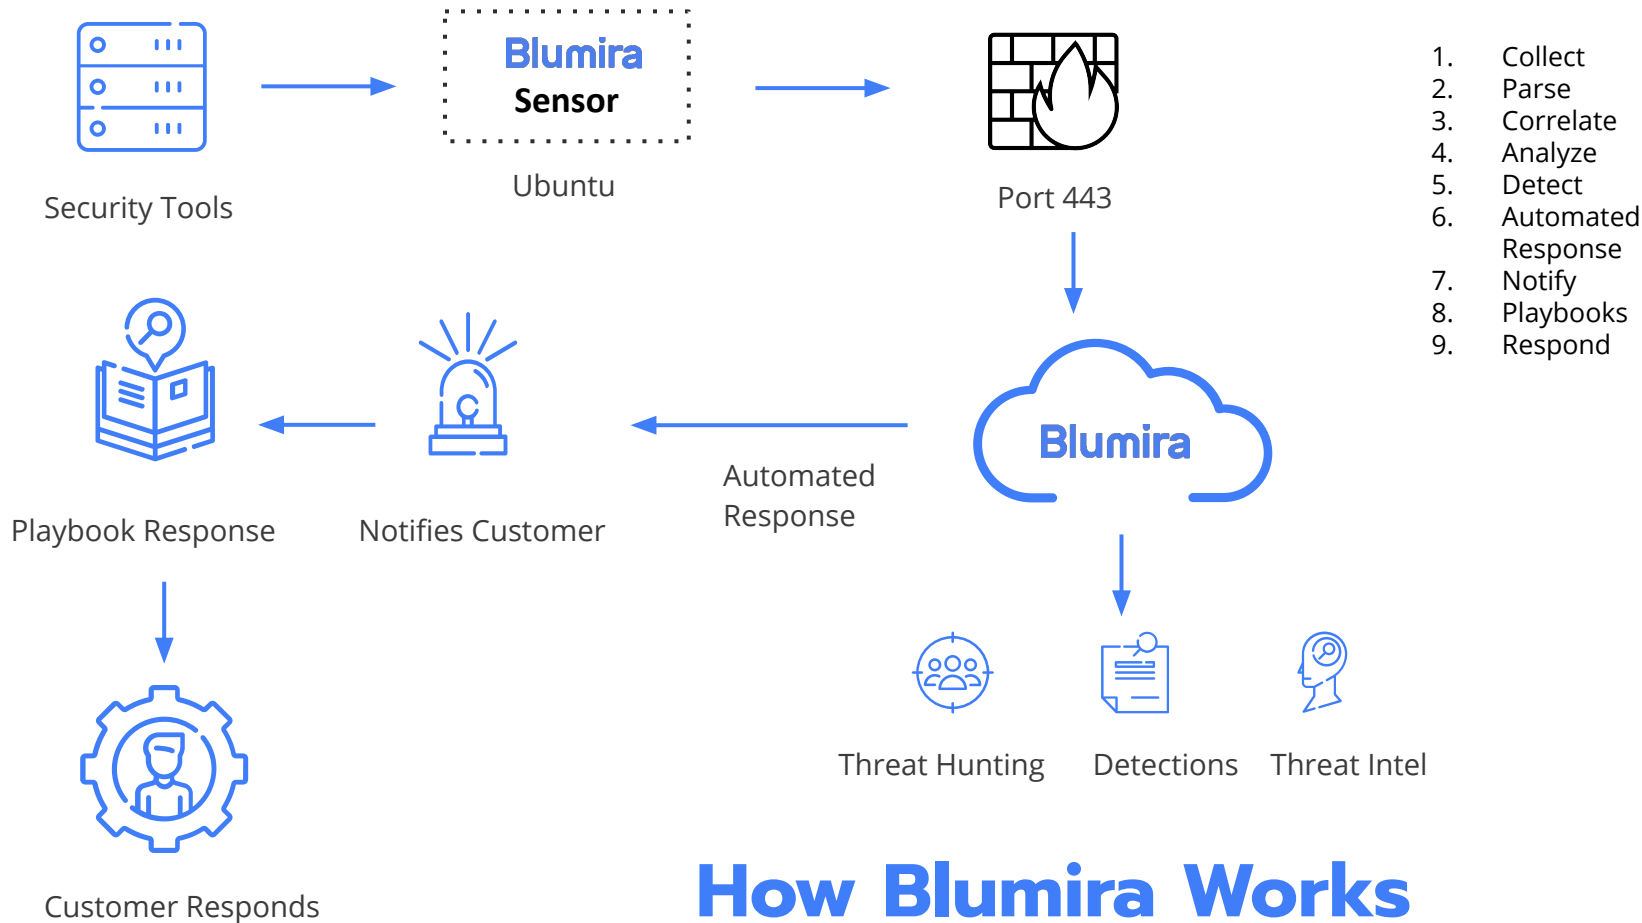 Blumira
Sensor
Security Tools
Ubuntu
Port 443
1. Collect
2. Parse
3. Correlate
4. Analyze
5. Detect
6. Automated
Response
7. Notify
8. Playbooks
9. Respond
Blumira
Automated
Response
Playbook Response
Notifies Customer
Threat Hunting
Detections
Threat Intel
Customer Responds
How Blumira Works